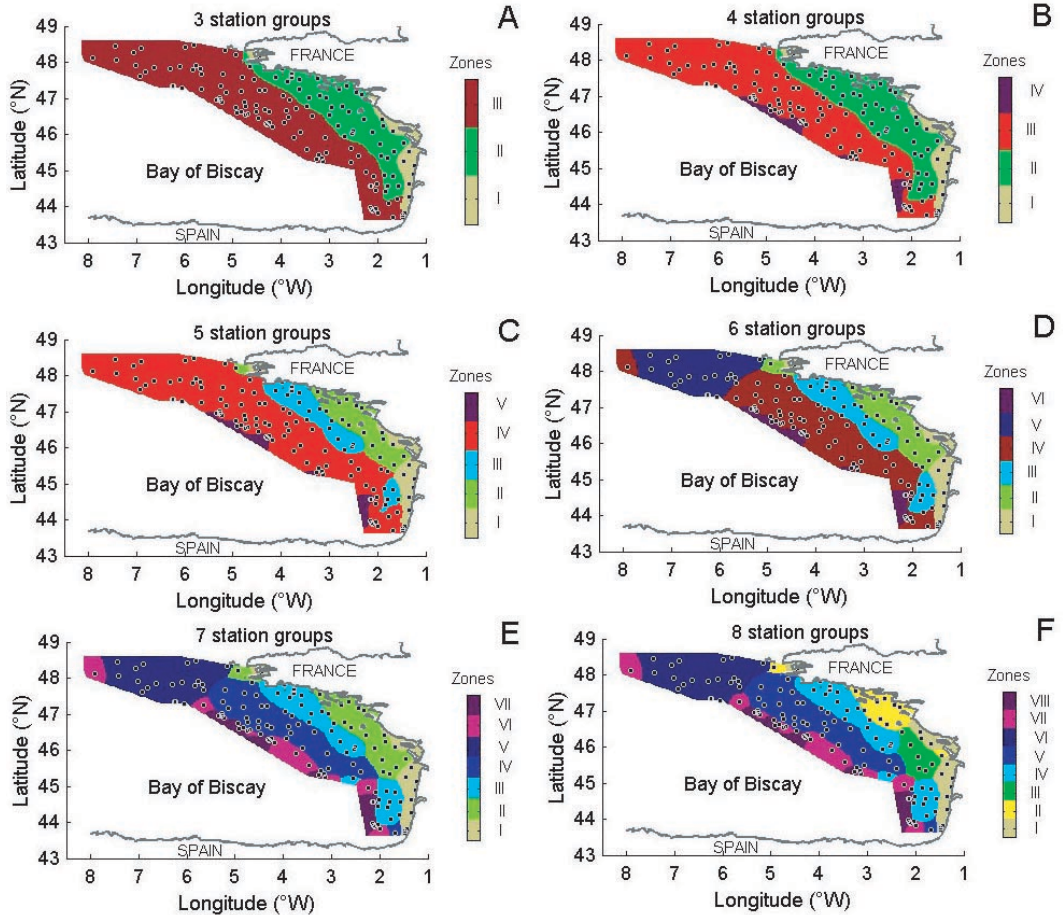 A
3 station groups
49
48
47
46
45
44
43
Latitude (°N)
FRANCE
Bay of Biscay
SPAIN
8 7 6 5 4 3 2 1
Longitude (°W)
Zones
III
II
I
B
4 station groups
49
48
47
46
45
44
43
Latitude (°N)
FRANCE
Bay of Biscay
SPAIN
8 7 6 5 4 3 2 1
Longitude (°W)
Zones
IV
III
II
I
C
5 station groups
49
48
47
46
45
44
43
Latitude (°N)
FRANCE
Bay of Biscay
SPAIN
8 7 6 5 4 3 2 1
Longitude (°W)
Zones
V
IV
III
II
I
D
6 station groups
49
48
47
46
45
44
43
Latitude (°N)
FRANCE
Bay of Biscay
SPAIN
8 7 6 5 4 3 2 1
Longitude (°W)
Zones
VI
V
IV
III
II
I
E
7 station groups
49
48
47
46
45
44
43
Latitude (°N)
FRANCE
Bay of Biscay
SPAIN
8 7 6 5 4 3 2 1
Longitude (°W)
Zones
VII
VI
V
IV
III
II
I
F
8 station groups
49
48
47
46
45
44
43
Latitude (°N)
FRANCE
Bay of Biscay
SPAIN
8 7 6 5 4 3 2 1
Longitude (°W)
Zones
VIII
VII
VI
V
IV
III
II
I